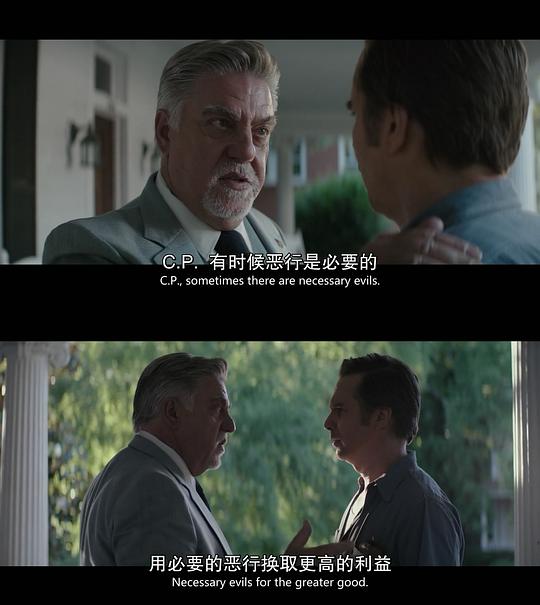 C.P. 有时候恶行是必要的
C.P., sometimes there are necessary evils.
用必要的恶行换取更高的利益
Necessary evils for the greater good.